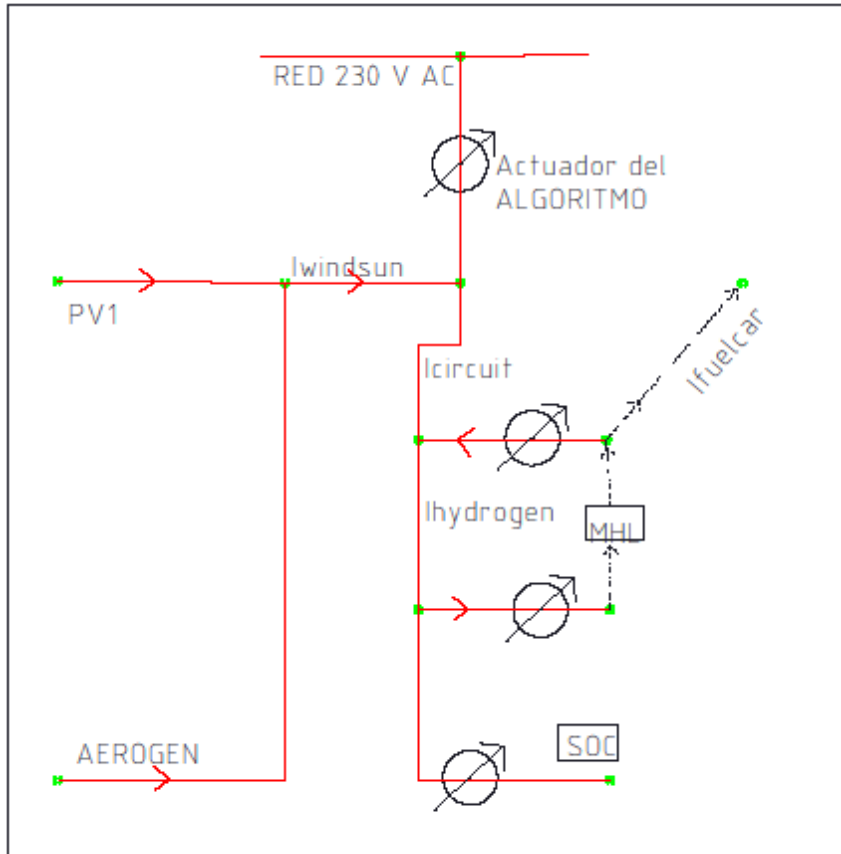 RED 230 V AC
Actuador del
ALGORITMO
Iwindsun
PV1
Icircuit
Ifuelcar
Ihydrogen
MHL
AEROGEN
SOC